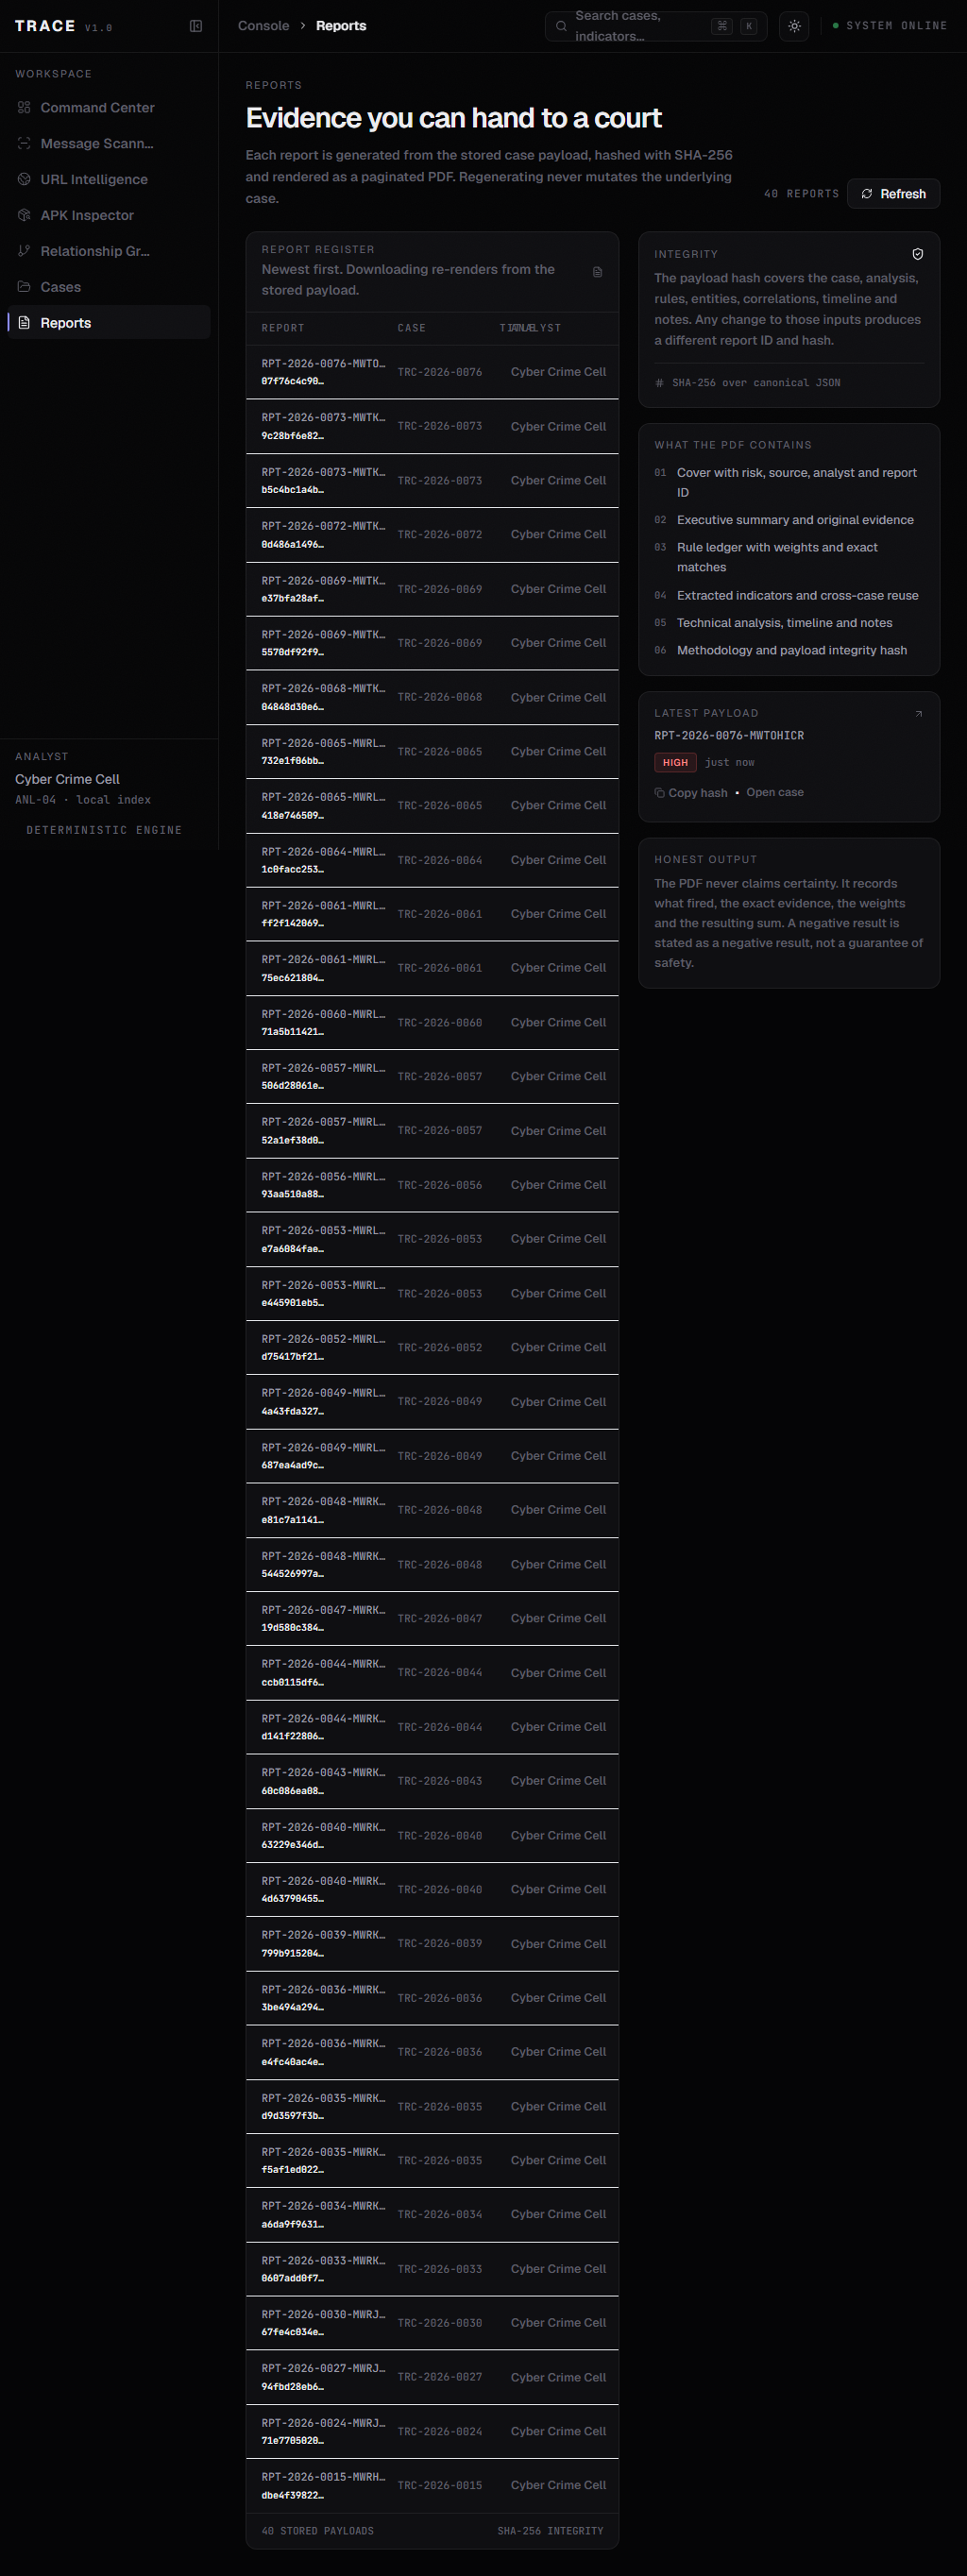 TRACE V1.0
Console > Reports
Search cases, indicators…
⌘ K
SYSTEM ONLINE
WORKSPACE
Command Center
Message Scann…
URL Intelligence
APK Inspector
Relationship Gr…
Cases
Reports
ANALYST
Cyber Crime Cell
ANL-04 · local index
DETERMINISTIC ENGINE
REPORTS
Evidence you can hand to a court
Each report is generated from the stored case payload, hashed with SHA-256
and rendered as a paginated PDF. Regenerating never mutates the underlying
case.
40 REPORTS
Refresh
REPORT REGISTER
Newest first. Downloading re-renders from the
stored payload.
REPORT CASE ANALYST
RPT-2026-0076-MWTO… TRC-2026-0076 Cyber Crime Cell
07f76c4c90…
RPT-2026-0073-MWTK… TRC-2026-0073 Cyber Crime Cell
9c28bf6e82…
RPT-2026-0073-MWTK… TRC-2026-0073 Cyber Crime Cell
b5c4bc1a4b…
RPT-2026-0072-MWTK… TRC-2026-0072 Cyber Crime Cell
0d486a1496…
RPT-2026-0069-MWTK… TRC-2026-0069 Cyber Crime Cell
e37bfa28af…
RPT-2026-0069-MWTK… TRC-2026-0069 Cyber Crime Cell
5570df92f9…
RPT-2026-0068-MWTK… TRC-2026-0068 Cyber Crime Cell
04848d30e6…
RPT-2026-0065-MWRL… TRC-2026-0065 Cyber Crime Cell
732e1f06bb…
RPT-2026-0065-MWRL… TRC-2026-0065 Cyber Crime Cell
418e746509…
RPT-2026-0064-MWRL… TRC-2026-0064 Cyber Crime Cell
1c0facc253…
RPT-2026-0061-MWRL… TRC-2026-0061 Cyber Crime Cell
ff2f142069…
RPT-2026-0061-MWRL… TRC-2026-0061 Cyber Crime Cell
75ec621804…
RPT-2026-0060-MWRL… TRC-2026-0060 Cyber Crime Cell
71a5b11421…
RPT-2026-0057-MWRL… TRC-2026-0057 Cyber Crime Cell
506d28061e…
RPT-2026-0057-MWRL… TRC-2026-0057 Cyber Crime Cell
52a1ef38d0…
RPT-2026-0056-MWRL… TRC-2026-0056 Cyber Crime Cell
93aa510a88…
RPT-2026-0053-MWRL… TRC-2026-0053 Cyber Crime Cell
e7a6084fae…
RPT-2026-0053-MWRL… TRC-2026-0053 Cyber Crime Cell
e445901eb5…
RPT-2026-0052-MWRL… TRC-2026-0052 Cyber Crime Cell
d75417bf21…
RPT-2026-0049-MWRL… TRC-2026-0049 Cyber Crime Cell
4a43fda327…
RPT-2026-0049-MWRL… TRC-2026-0049 Cyber Crime Cell
687ea4ad9c…
RPT-2026-0048-MWRK… TRC-2026-0048 Cyber Crime Cell
e81c7a1141…
RPT-2026-0048-MWRK… TRC-2026-0048 Cyber Crime Cell
544526997a…
RPT-2026-0047-MWRK… TRC-2026-0047 Cyber Crime Cell
19d580c384…
RPT-2026-0044-MWRK… TRC-2026-0044 Cyber Crime Cell
ccb0115df6…
RPT-2026-0044-MWRK… TRC-2026-0044 Cyber Crime Cell
d141f22806…
RPT-2026-0043-MWRK… TRC-2026-0043 Cyber Crime Cell
60c086ea08…
RPT-2026-0040-MWRK… TRC-2026-0040 Cyber Crime Cell
63229e346d…
RPT-2026-0040-MWRK… TRC-2026-0040 Cyber Crime Cell
4d63790455…
RPT-2026-0039-MWRK… TRC-2026-0039 Cyber Crime Cell
799b915204…
RPT-2026-0036-MWRK… TRC-2026-0036 Cyber Crime Cell
3be494a294…
RPT-2026-0036-MWRK… TRC-2026-0036 Cyber Crime Cell
e4fc40ac4e…
RPT-2026-0035-MWRK… TRC-2026-0035 Cyber Crime Cell
d9d3597f3b…
RPT-2026-0035-MWRK… TRC-2026-0035 Cyber Crime Cell
f5af1ed022…
RPT-2026-0034-MWRK… TRC-2026-0034 Cyber Crime Cell
a6da9f9631…
RPT-2026-0033-MWRK… TRC-2026-0033 Cyber Crime Cell
0607add0f7…
RPT-2026-0030-MWRJ… TRC-2026-0030 Cyber Crime Cell
67fe4c034e…
RPT-2026-0027-MWRJ… TRC-2026-0027 Cyber Crime Cell
94fbd28eb6…
RPT-2026-0024-MWRJ… TRC-2026-0024 Cyber Crime Cell
71e7705020…
RPT-2026-0015-MWRH… TRC-2026-0015 Cyber Crime Cell
dbe4f39822…
40 STORED PAYLOADS SHA-256 INTEGRITY
INTEGRITY
The payload hash covers the case, analysis,
rules, entities, correlations, timeline and
notes. Any change to those inputs produces
a different report ID and hash.
# SHA-256 over canonical JSON
WHAT THE PDF CONTAINS
01 Cover with risk, source, analyst and report
ID
02 Executive summary and original evidence
03 Rule ledger with weights and exact
matches
04 Extracted indicators and cross-case reuse
05 Technical analysis, timeline and notes
06 Methodology and payload integrity hash
LATEST PAYLOAD
RPT-2026-0076-MWTOHICR
HIGH just now
Copy hash • Open case
HONEST OUTPUT
The PDF never claims certainty. It records
what fired, the exact evidence, the weights
and the resulting sum. A negative result is
stated as a negative result, not a guarantee of
safety.